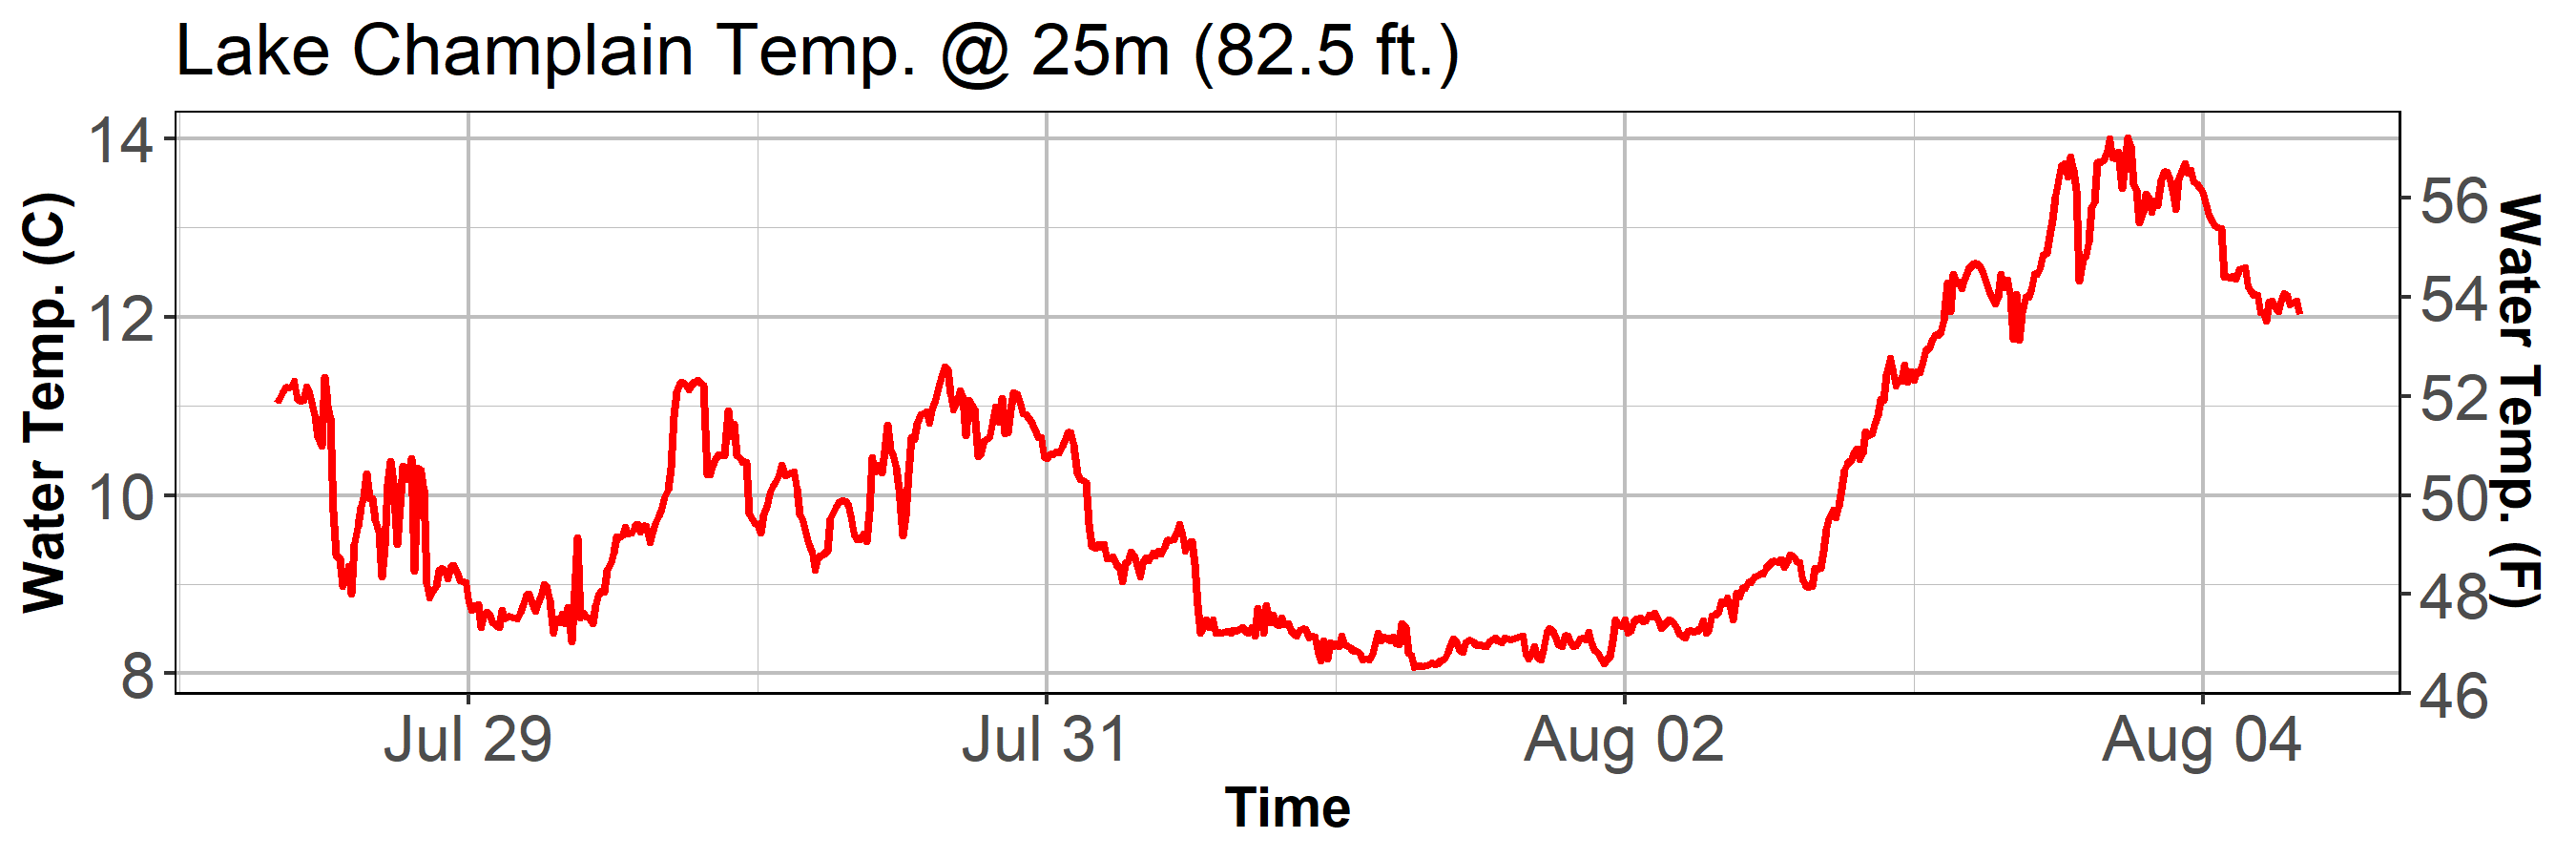 Lake Champlain Temp. @ 25m (82.5 ft.)
Water Temp. (C)
14
12
10
8
56
54
52
50
48
46
Water Temp. (F)
Jul 29
Jul 31
Aug 02
Aug 04
Time